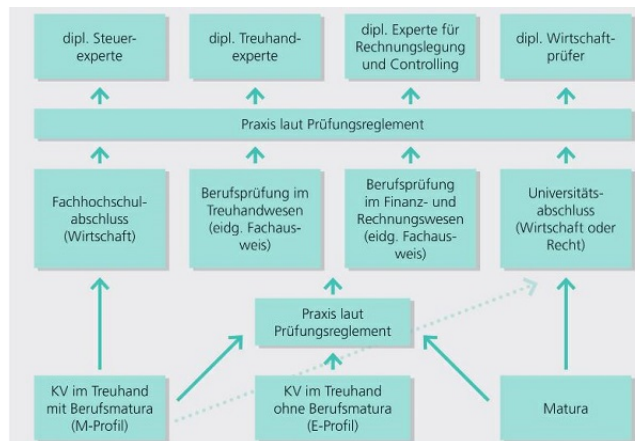 dipl. Steuer-
experte
dipl. Treuhand-
experte
dipl. Experte für
Rechnungslegung
und Controlling
dipl. Wirtschaft-
prüfer
Praxis laut Prüfungsreglement
Fachhochschul-
abschluss
(Wirtschaft)
Berufsprüfung im
Treuhandwesen
(eidg. Fachaus-
weis)
Berufsprüfung
im Finanz- und
Rechnungswesen
(eidg. Fachaus-
weis)
Universitäts-
abschluss
(Wirtschaft oder
Recht)
Praxis laut
Prüfungsreglement
KV im Treuhand
mit Berufsmatura
(M-Profil)
KV im Treuhand
ohne Berufsmatura
(E-Profil)
Matura